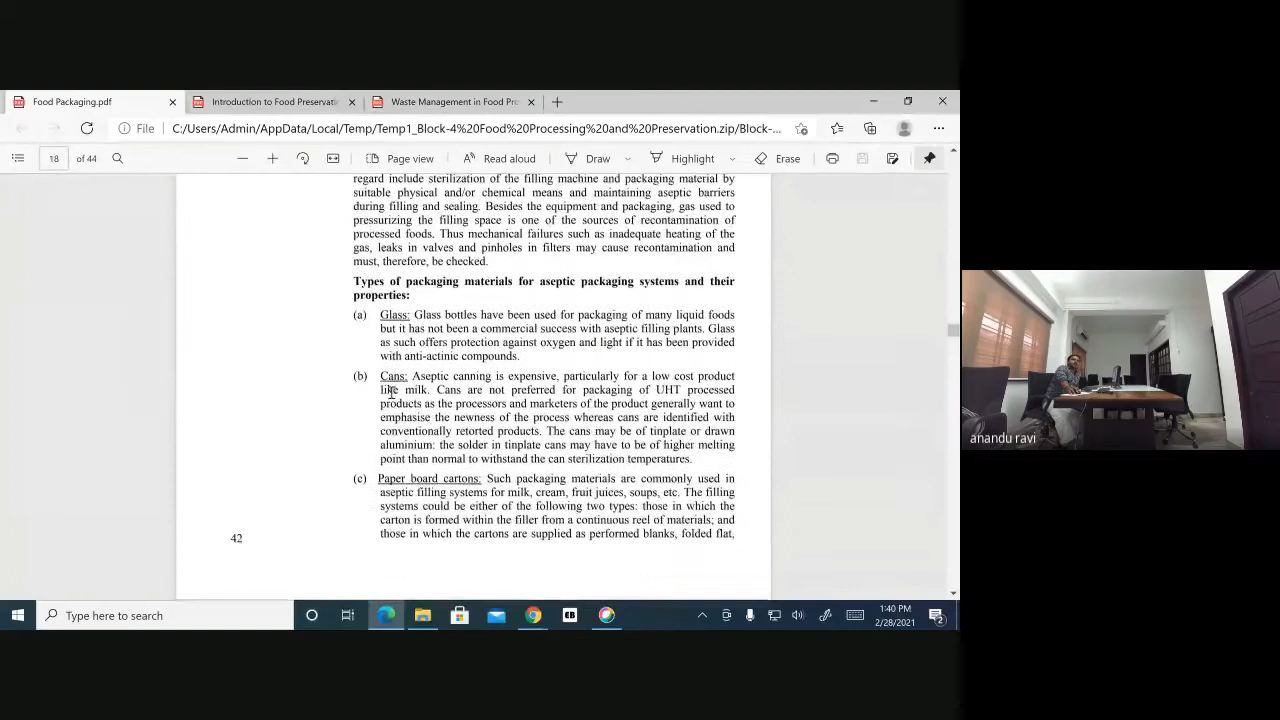 Food Packaging.pdf
Introduction to Food Preservati
Waste Management in Food Pro
File
C:/Users/Admin/AppData/Local/Temp/Temp1_Block-4%20Food%20Processing%20and%20Preservation.zip/Block-...
18 of 44
Page view
Read aloud
Draw
Highlight
Erase
regard include sterilization of the filling machine and packaging material by
suitable physical and/or chemical means and maintaining aseptic barriers
during filling and sealing. Besides the equipment and packaging, gas used to
pressurizing the filling space is one of the sources of recontamination of
processed foods. Thus mechanical failures such as inadequate heating of the
gas, leaks in valves and pinholes in filters may cause recontamination and
must, therefore, be checked.
Types of packaging materials for aseptic packaging systems and their
properties:
(a) Glass: Glass bottles have been used for packaging of many liquid foods
but it has not been a commercial success with aseptic filling plants. Glass
as such offers protection against oxygen and light if it has been provided
with anti-actinic compounds.
(b) Cans: Aseptic canning is expensive, particularly for a low cost product
like milk. Cans are not preferred for packaging of UHT processed
products as the processors and marketers of the product generally want to
emphasise the newness of the process whereas cans are identified with
conventionally retorted products. The cans may be of tinplate or drawn
aluminium: the solder in tinplate cans may have to be of higher melting
point than normal to withstand the can sterilization temperatures.
(c) Paper board cartons: Such packaging materials are commonly used in
aseptic filling systems for milk, cream, fruit juices, soups, etc. The filling
systems could be either of the following two types: those in which the
carton is formed within the filler from a continuous reel of materials; and
those in which the cartons are supplied as performed blanks, folded flat,
42
anandu ravi
Type here to search
1:40 PM
2/28/2021
2